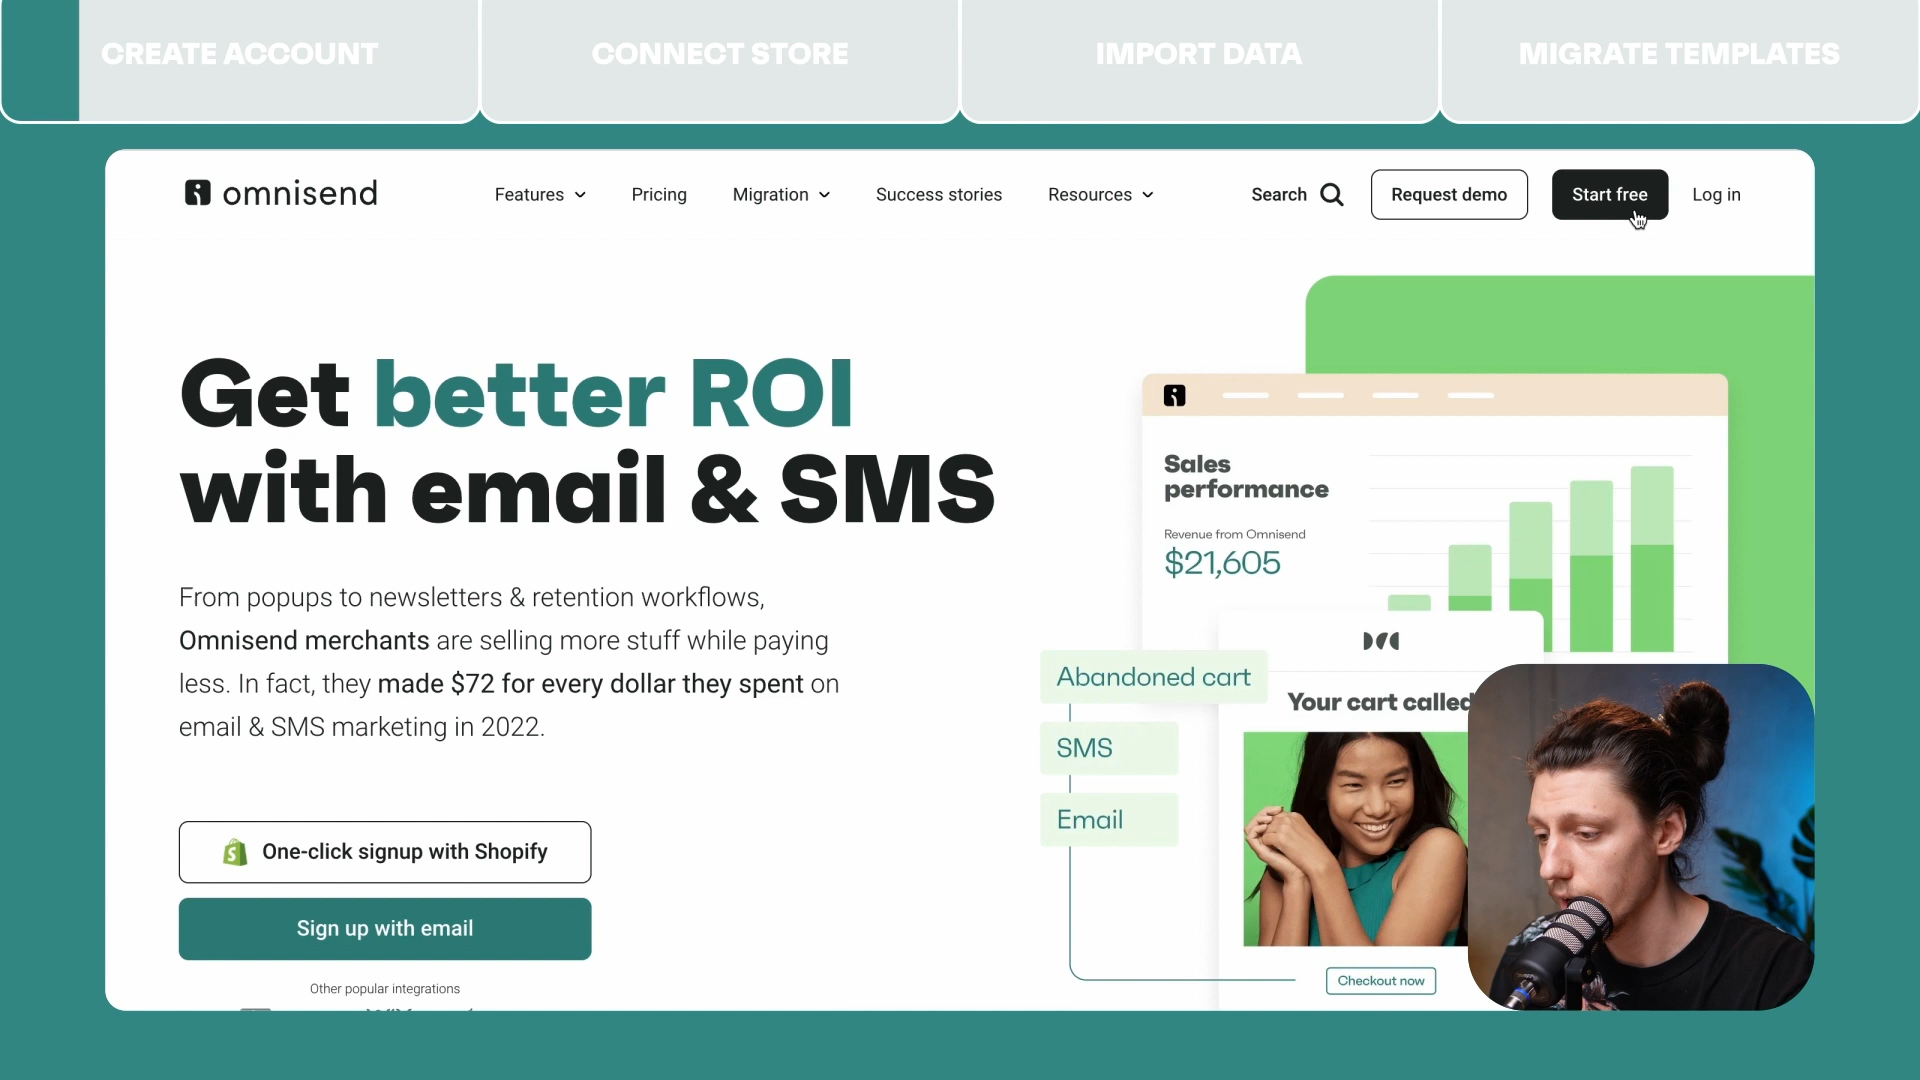 CREATE ACCOUNT
CONNECT STORE
IMPORT DATA
MIGRATE TEMPLATES
omnisend
Features
Pricing
Migration
Success stories
Resources
Search
Request demo
Start free
Log in
Get better ROI
with email & SMS
From popups to newsletters & retention workflows,
Omnisend merchants are selling more stuff while paying
less. In fact, they made $72 for every dollar they spent on
email & SMS marketing in 2022.
One-click signup with Shopify
Sign up with email
Other popular integrations
Sales
performance
Revenue from Omnisend
$21,605
Abandoned cart
SMS
Email
Your cart called
Checkout now